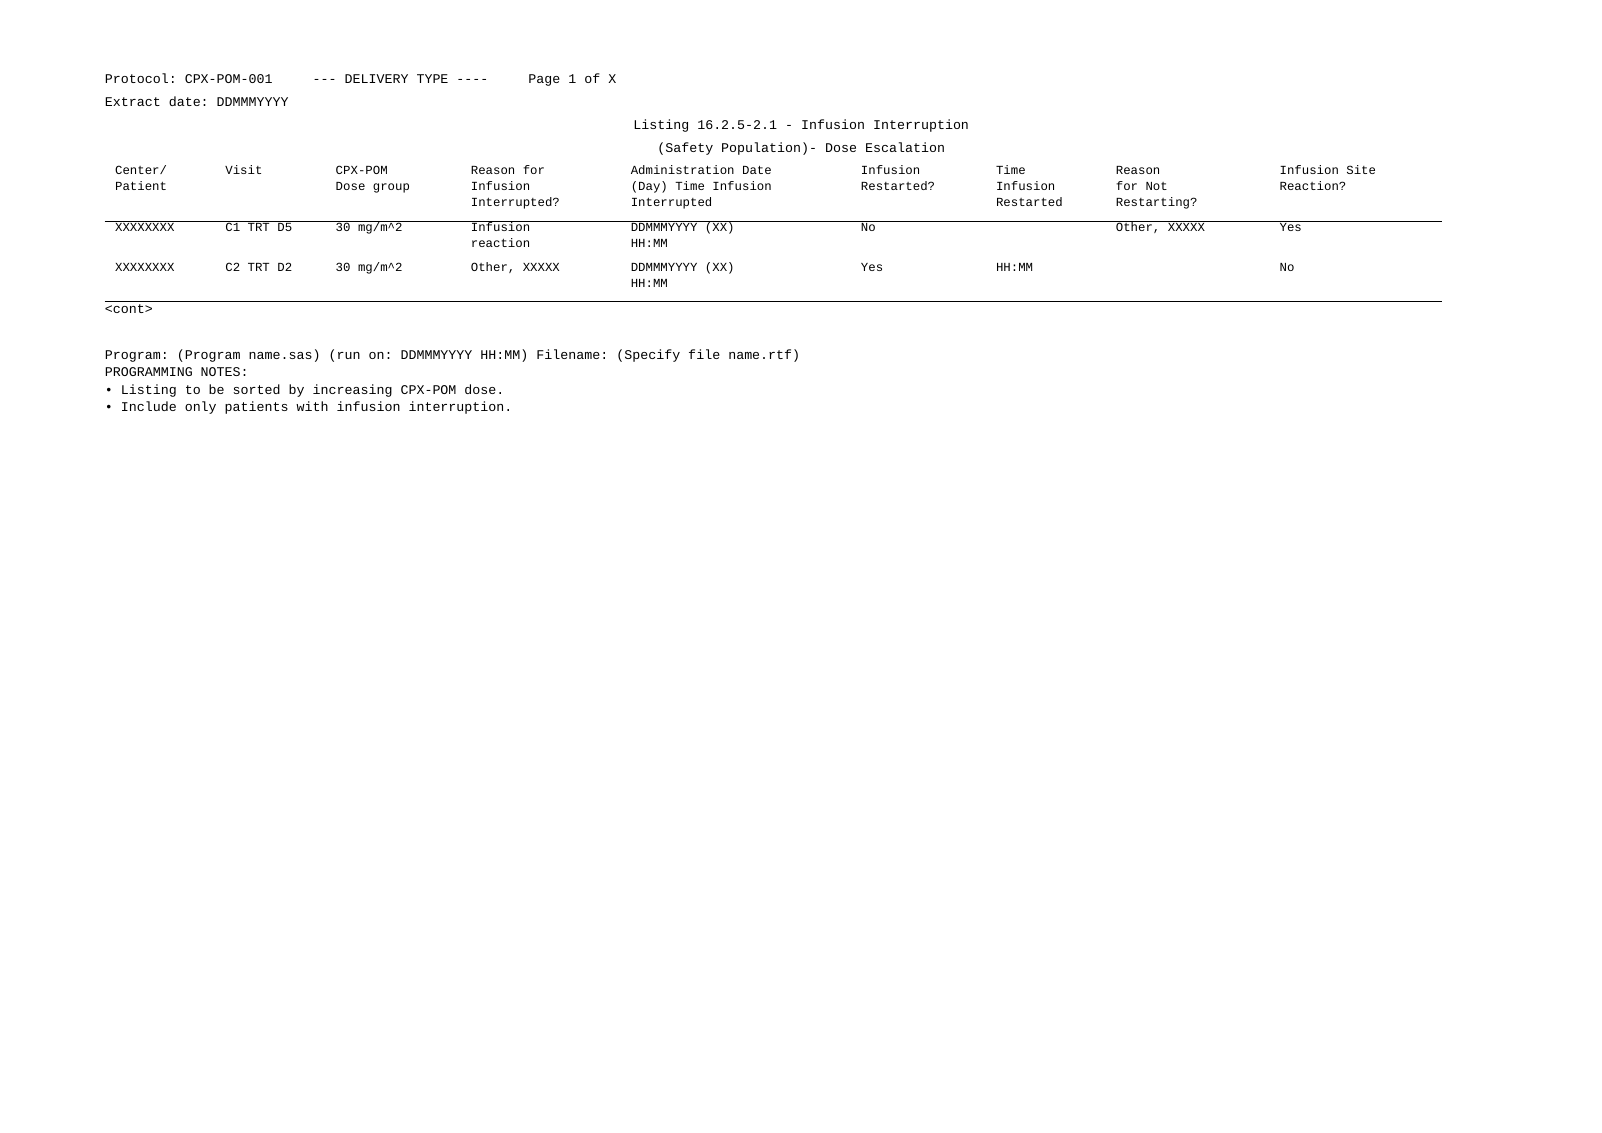 Protocol: CPX-POM-001     --- DELIVERY TYPE ----     Page 1 of X
Extract date: DDMMMYYYY
Listing 16.2.5-2.1 - Infusion Interruption
(Safety Population)- Dose Escalation
Center/ Visit CPX-POM Reason for Administration Date Infusion Time Reason Infusion Site
Patient Dose group Infusion (Day) Time Infusion Restarted? Infusion for Not Reaction?
Interrupted? Interrupted Restarted Restarting?
XXXXXXXX C1 TRT D5 30 mg/m^2 Infusion DDMMMYYYY (XX) No Other, XXXXX Yes
reaction HH:MM
XXXXXXXX C2 TRT D2 30 mg/m^2 Other, XXXXX DDMMMYYYY (XX) Yes HH:MM No
HH:MM
<cont>
Program: (Program name.sas) (run on: DDMMMYYYY HH:MM) Filename: (Specify file name.rtf)
PROGRAMMING NOTES:
• Listing to be sorted by increasing CPX-POM dose.
• Include only patients with infusion interruption.